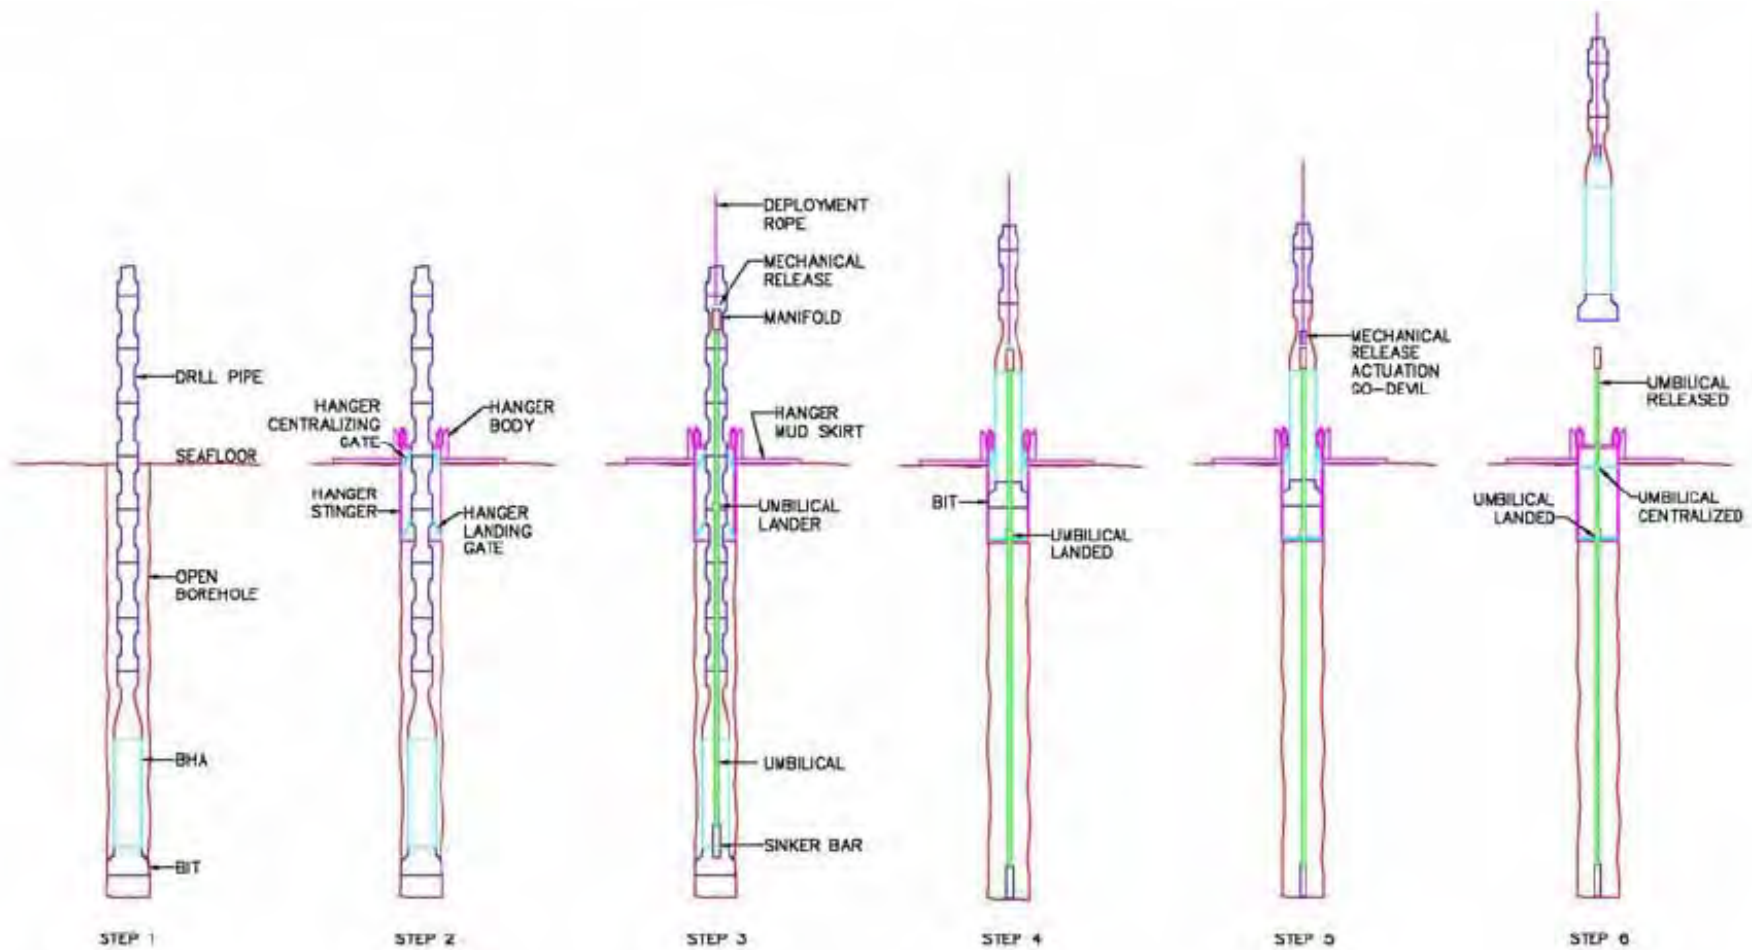 DRILL PIPE
SEAFLOOR
OPEN
BOREHOLE
BHA
BIT
STEP 1
HANGER
CENTRALIZING
GATE
HANGER
BODY
HANGER
STINGER
HANGER
LANDING
GATE
STEP 2
DEPLOYMENT
ROPE
MECHANICAL
RELEASE
MANIFOLD
HANGER
MUD SKIRT
UMBILICAL
LANDER
UMBILICAL
SINKER BAR
STEP 3
BIT
UMBILICAL
LANDED
STEP 4
MECHANICAL
RELEASE
ACTUATION
GO-DEVIL
STEP 5
UMBILICAL
RELEASED
UMBILICAL
LANDED
UMBILICAL
CENTRALIZED
STEP 6